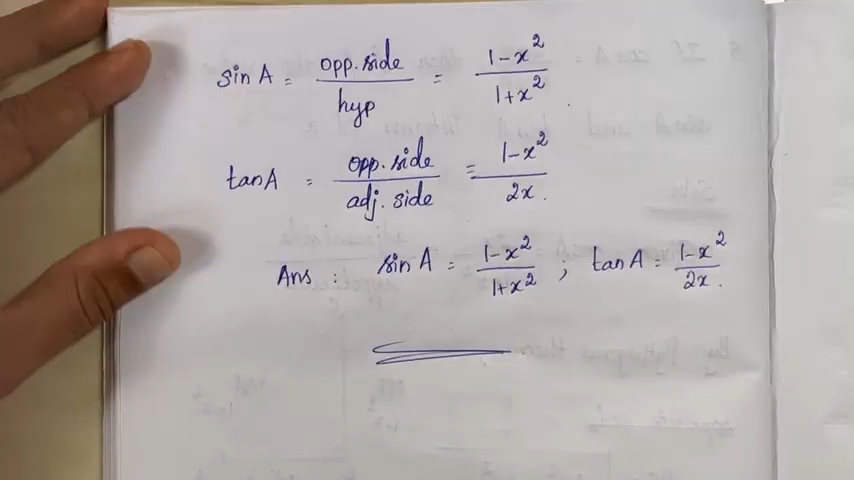 sin A = opp. side / hyp = 1-x² / 1+x² .
tan A = opp. side / adj. side = 1-x² / 2x .
Ans : sin A = 1-x² / 1+x² ; tan A = 1-x² / 2x .